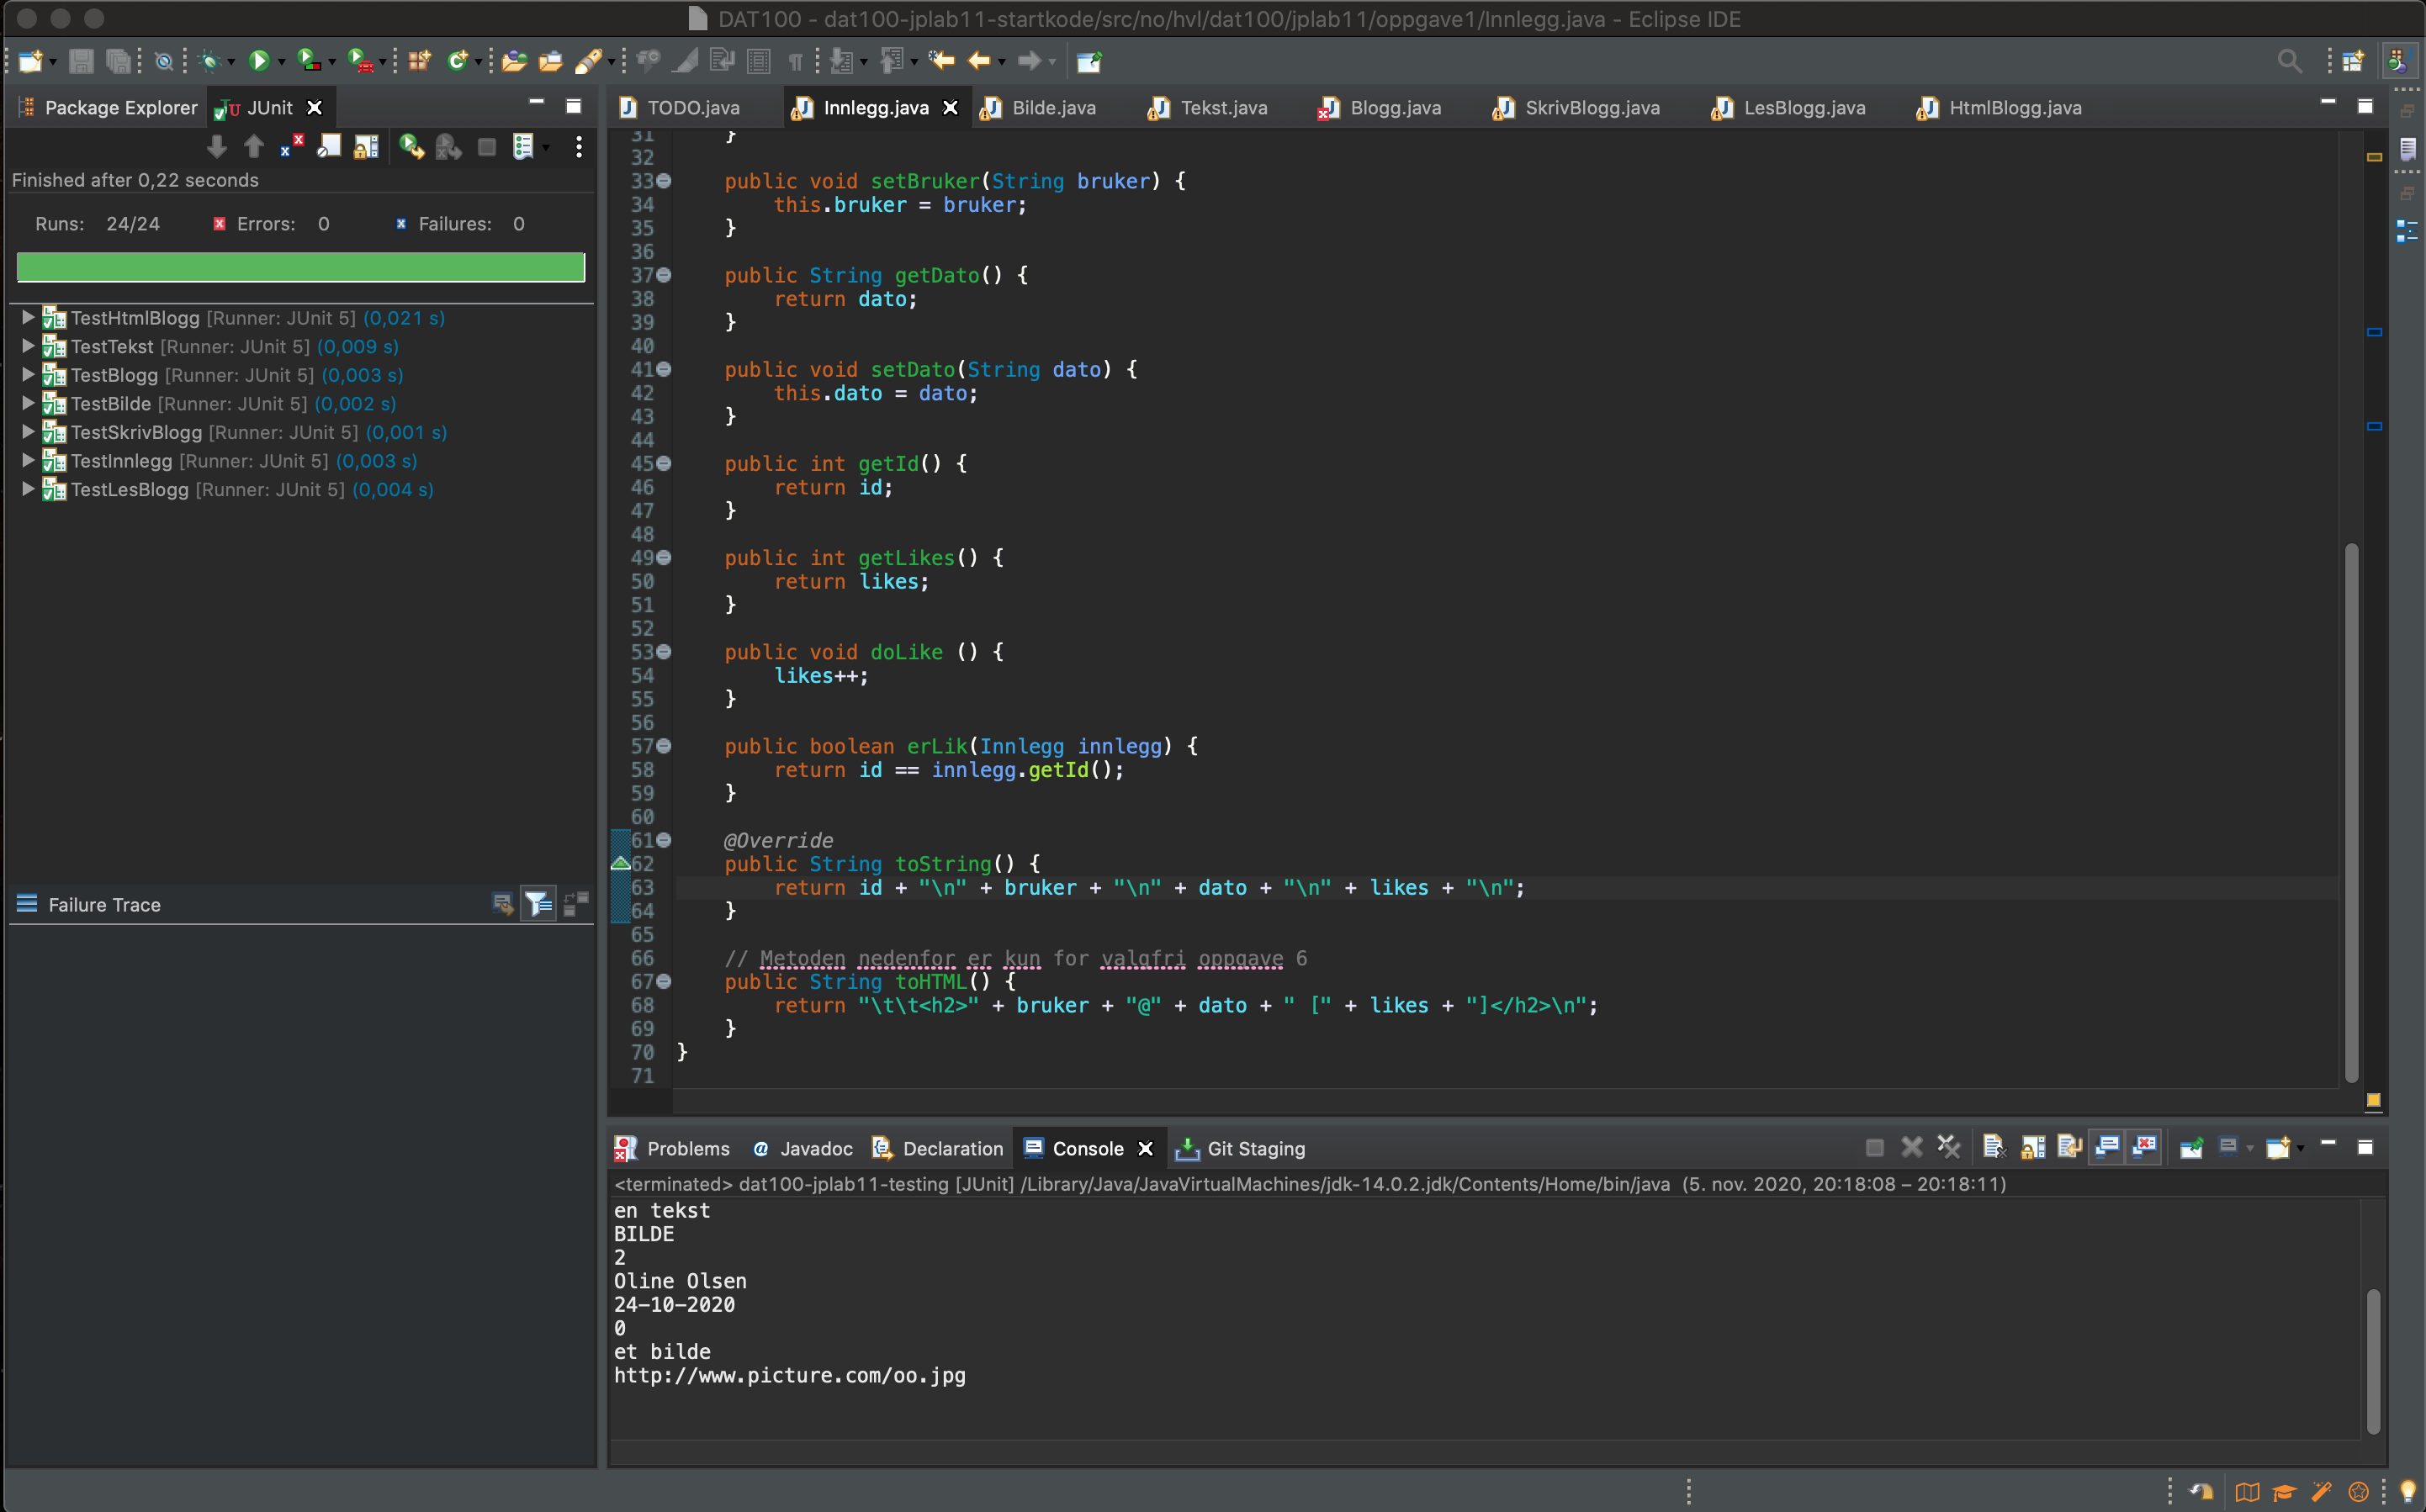 DAT100 - dat100-jplab11-startkode/src/no/hvl/dat100/jplab11/oppgave1/Innlegg.java - Eclipse IDE
Package Explorer
JUnit
TODO.java
Innlegg.java
Bilde.java
Tekst.java
Blogg.java
SkrivBlogg.java
LesBlogg.java
HtmlBlogg.java
Finished after 0,22 seconds
Runs: 24/24
Errors: 0
Failures: 0
TestHtmlBlogg [Runner: JUnit 5] (0,021 s)
TestTekst [Runner: JUnit 5] (0,009 s)
TestBlogg [Runner: JUnit 5] (0,003 s)
TestBilde [Runner: JUnit 5] (0,002 s)
TestSkrivBlogg [Runner: JUnit 5] (0,001 s)
TestInnlegg [Runner: JUnit 5] (0,003 s)
TestLesBlogg [Runner: JUnit 5] (0,004 s)
Failure Trace
31     }
32
33     public void setBruker(String bruker) {
34         this.bruker = bruker;
35     }
36
37     public String getDato() {
38         return dato;
39     }
40
41     public void setDato(String dato) {
42         this.dato = dato;
43     }
44
45     public int getId() {
46         return id;
47     }
48
49     public int getLikes() {
50         return likes;
51     }
52
53     public void doLike () {
54         likes++;
55     }
56
57     public boolean erLik(Innlegg innlegg) {
58         return id == innlegg.getId();
59     }
60
61     @Override
62     public String toString() {
63         return id + "\n" + bruker + "\n" + dato + "\n" + likes + "\n";
64     }
65
66     // Metoden nedenfor er kun for valgfri oppgave 6
67     public String toHTML() {
68         return "\t\t<h2>" + bruker + "@" + dato + " [" + likes + "]</h2>\n";
69     }
70 }
71
Problems
Javadoc
Declaration
Console
Git Staging
<terminated> dat100-jplab11-testing [JUnit] /Library/Java/JavaVirtualMachines/jdk-14.0.2.jdk/Contents/Home/bin/java (5. nov. 2020, 20:18:08 – 20:18:11)
en tekst
BILDE
2
Oline Olsen
24-10-2020
0
et bilde
http://www.picture.com/oo.jpg